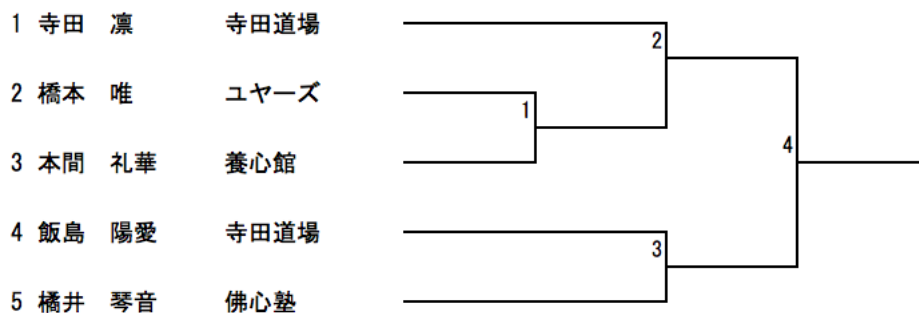 1 寺田 凛 寺田道場
2
2 橋本 唯 ユヤーズ
1
3 本間 礼華 養心館
4
4 飯島 陽愛 寺田道場
3
5 橘井 琴音 佛心塾